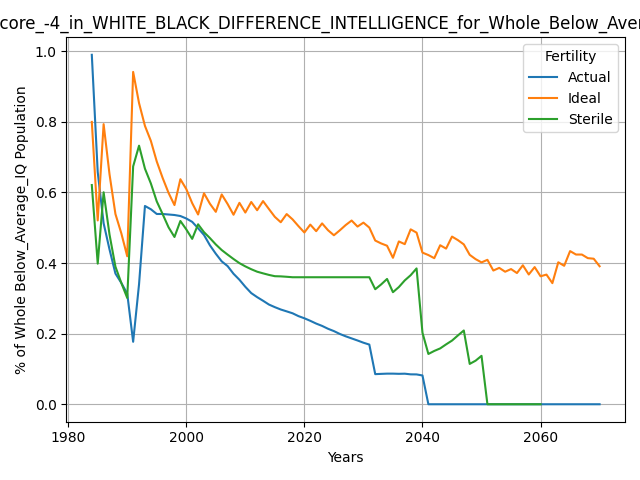 core_-4_in_WHITE_BLACK_DIFFERENCE_INTELLIGENCE_for_Whole_Below_Aver
% of Whole Below_Average_IQ Population
1.0
0.8
0.6
0.4
0.2
0.0
Fertility
Actual
Ideal
Sterile
1980
2000
2020
2040
2060
Years